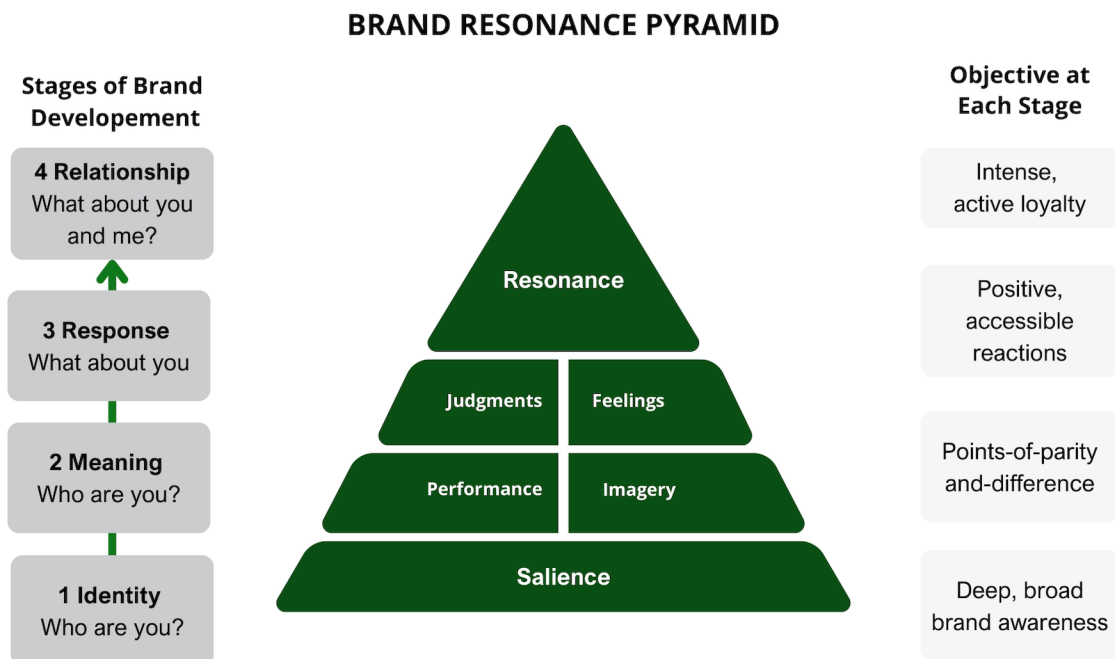 BRAND RESONANCE PYRAMID
Stages of Brand
Developement
4 Relationship
What about you
and me?
3 Response
What about you
2 Meaning
Who are you?
1 Identity
Who are you?
Resonance
Judgments
Feelings
Performance
Imagery
Salience
Objective at
Each Stage
Intense,
active loyalty
Positive,
accessible
reactions
Points-of-parity
and-difference
Deep, broad
brand awareness